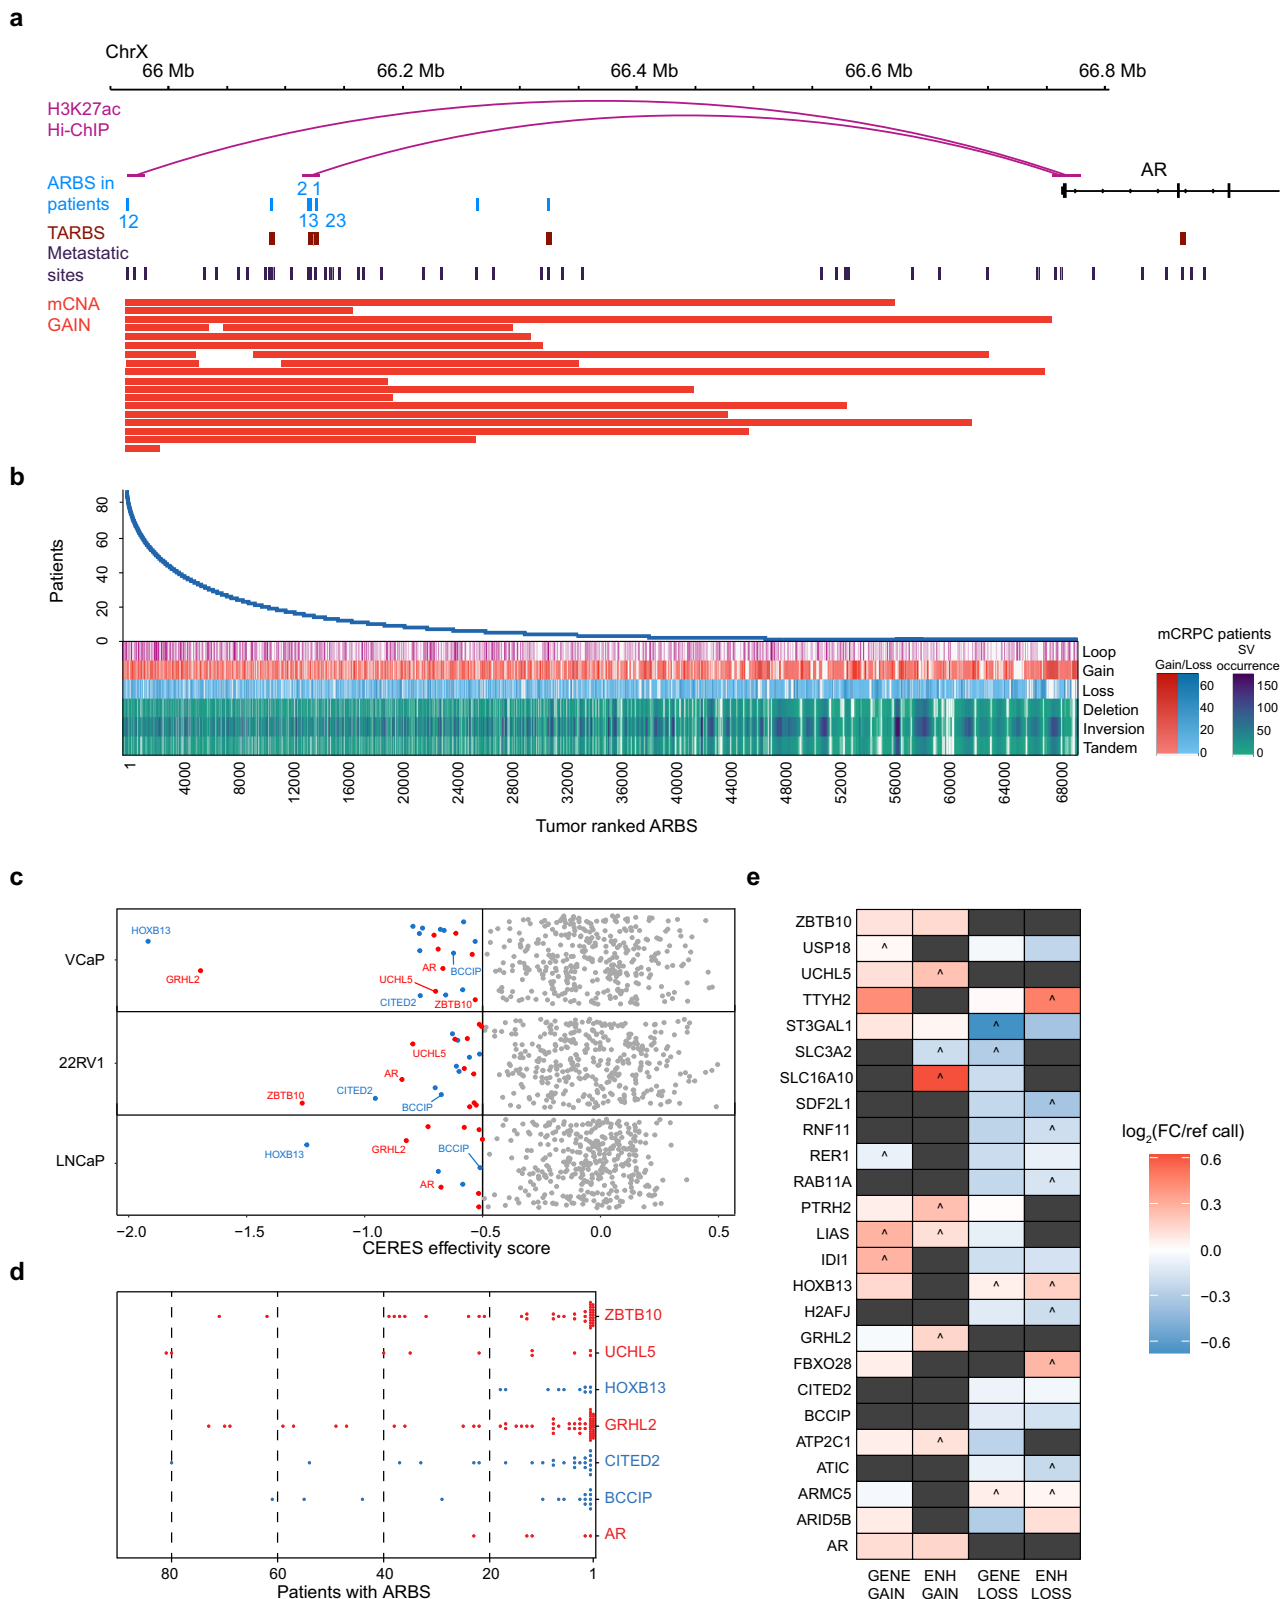 a
ChrX
66 Mb 66.2 Mb 66.4 Mb 66.6 Mb 66.8 Mb
H3K27ac
Hi-ChIP
AR
ARBS in
patients
2 1
12 13 23
TARBS
Metastatic
sites
mCNA
GAIN
b
Patients
80
60
40
20
0
Loop
Gain
Loss
Deletion
Inversion
Tandem
mCRPC patients
SV
Gain/Loss occurrence
60 150
40 100
20 50
0 0
1 4000 8000 12000 16000 20000 24000 28000 32000 36000 40000 44000 48000 52000 56000 60000 64000 68000
Tumor ranked ARBS
c
VCaP
HOXB13
GRHL2
AR
BCCIP
UCHL5
CITED2
ZBTB10
22RV1
UCHL5
AR
CITED2
ZBTB10
BCCIP
LNCaP
HOXB13
GRHL2
BCCIP
AR
−2.0 −1.5 −1.0 −0.5 0.0 0.5
CERES effectivity score
d
ZBTB10
UCHL5
HOXB13
GRHL2
CITED2
BCCIP
AR
80 60 40 20 1
Patients with ARBS
e
ZBTB10
USP18 ^
UCHL5 ^
TTYH2 ^
ST3GAL1 ^
SLC3A2 ^ ^
SLC16A10 ^
SDF2L1 ^
RNF11 ^
RER1 ^
RAB11A ^
PTRH2 ^
LIAS ^ ^
IDI1 ^
HOXB13 ^ ^
H2AFJ ^
GRHL2 ^
FBXO28 ^
CITED2
BCCIP
ATP2C1 ^
ATIC ^
ARMC5 ^ ^
ARID5B
AR
GENE ENH GENE ENH
GAIN GAIN LOSS LOSS
log2(FC/ref call)
0.6
0.3
0.0
−0.3
−0.6